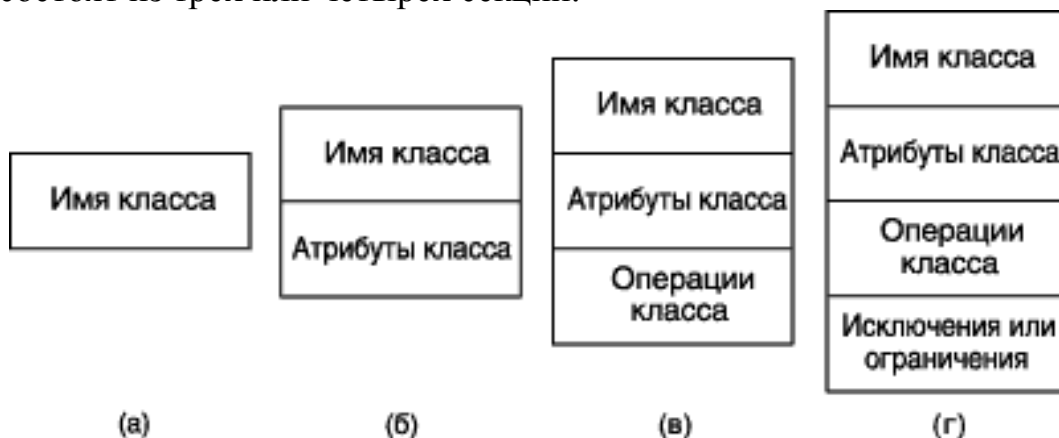 состоят из трех или четырех секций.
Имя класса
Имя класса
Атрибуты класса
Имя класса
Атрибуты класса
Операции
класса
Имя класса
Атрибуты класса
Операции
класса
Исключения или
ограничения
(а)
(б)
(в)
(г)